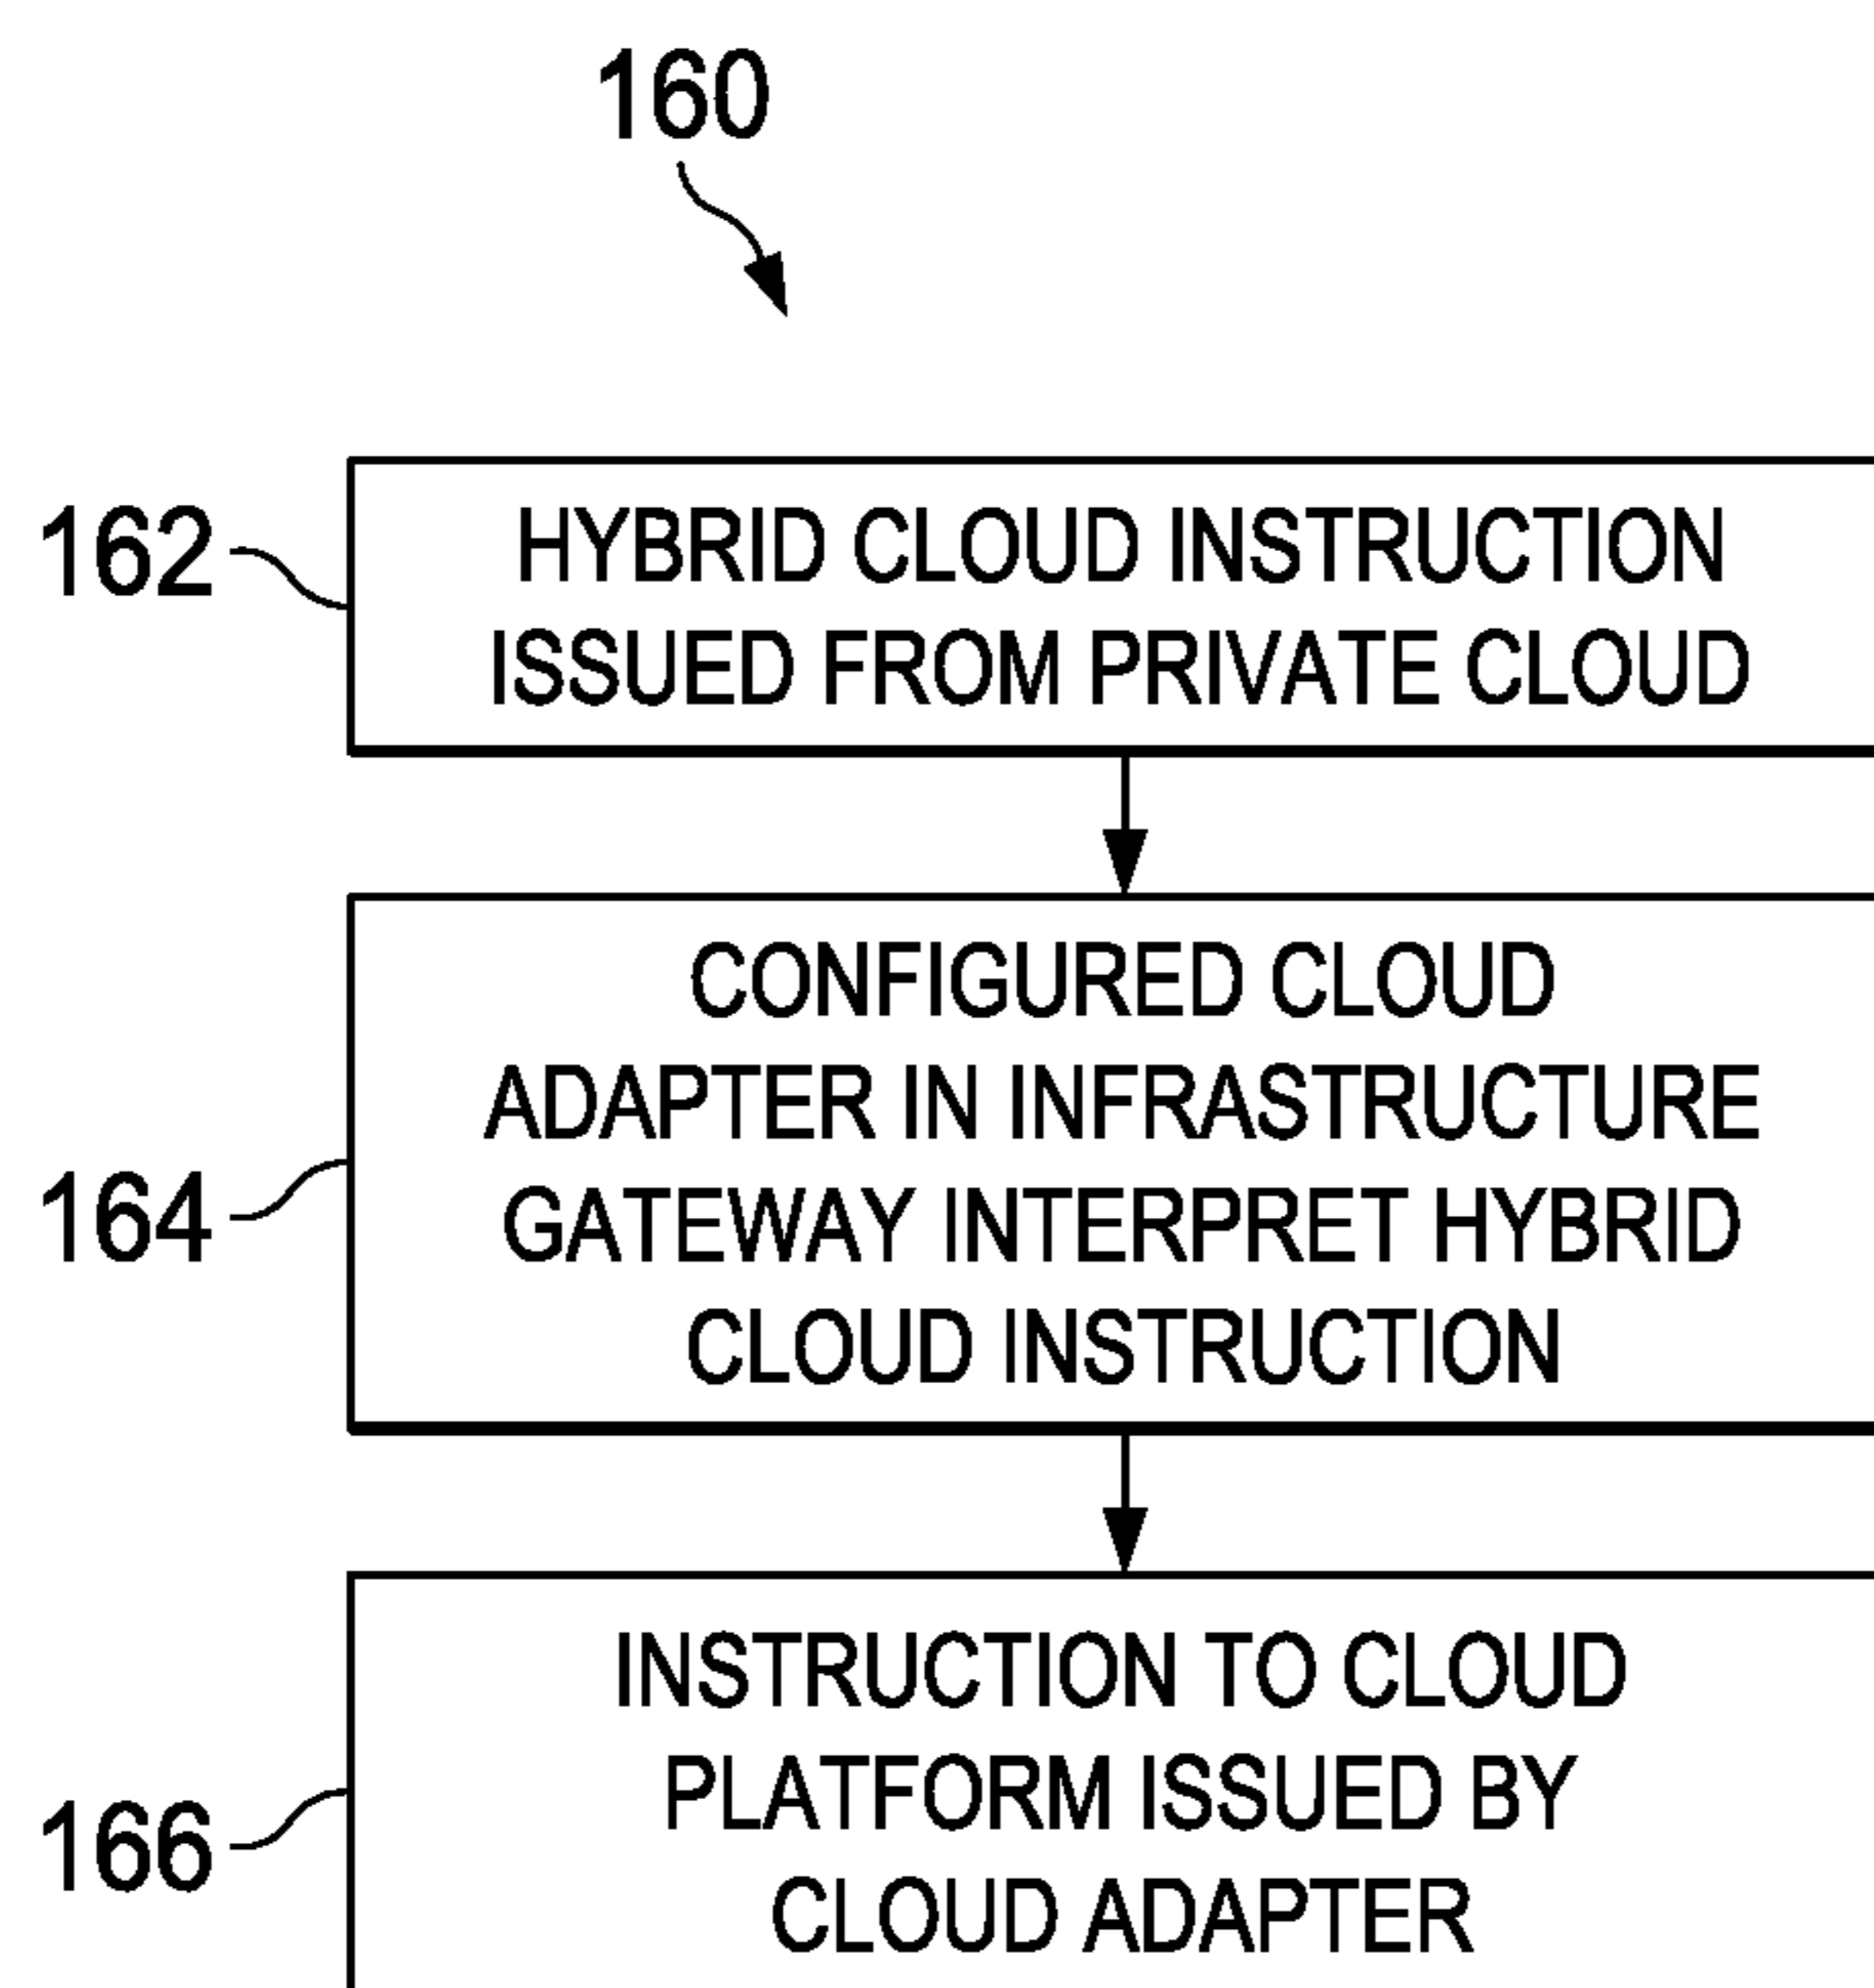 160
162
HYBRID CLOUD INSTRUCTION
ISSUED FROM PRIVATE CLOUD
164
CONFIGURED CLOUD
ADAPTER IN INFRASTRUCTURE
GATEWAY INTERPRET HYBRID
CLOUD INSTRUCTION
166
INSTRUCTION TO CLOUD
PLATFORM ISSUED BY
CLOUD ADAPTER